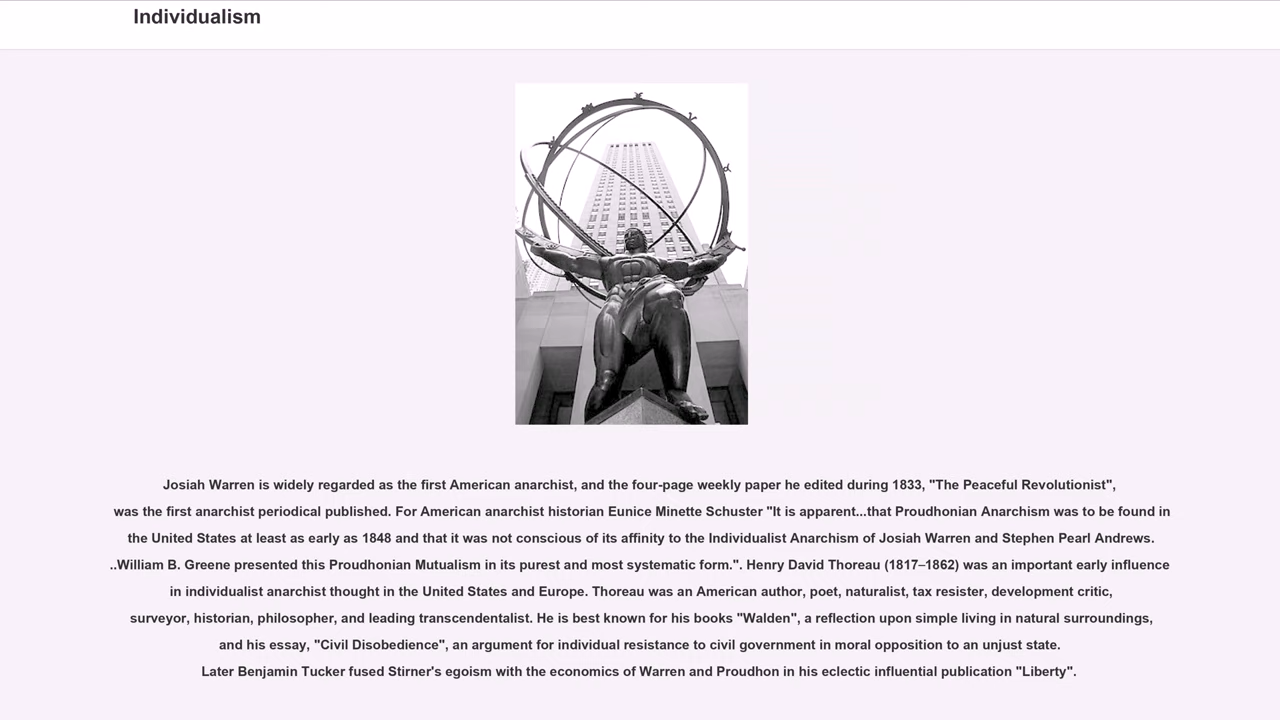 Individualism
Josiah Warren is widely regarded as the first American anarchist, and the four-page weekly paper he edited during 1833, "The Peaceful Revolutionist",
was the first anarchist periodical published. For American anarchist historian Eunice Minette Schuster "It is apparent...that Proudhonian Anarchism was to be found in
the United States at least as early as 1848 and that it was not conscious of its affinity to the Individualist Anarchism of Josiah Warren and Stephen Pearl Andrews.
..William B. Greene presented this Proudhonian Mutualism in its purest and most systematic form.". Henry David Thoreau (1817–1862) was an important early influence
in individualist anarchist thought in the United States and Europe. Thoreau was an American author, poet, naturalist, tax resister, development critic,
surveyor, historian, philosopher, and leading transcendentalist. He is best known for his books "Walden", a reflection upon simple living in natural surroundings,
and his essay, "Civil Disobedience", an argument for individual resistance to civil government in moral opposition to an unjust state.
Later Benjamin Tucker fused Stirner's egoism with the economics of Warren and Proudhon in his eclectic influential publication "Liberty".